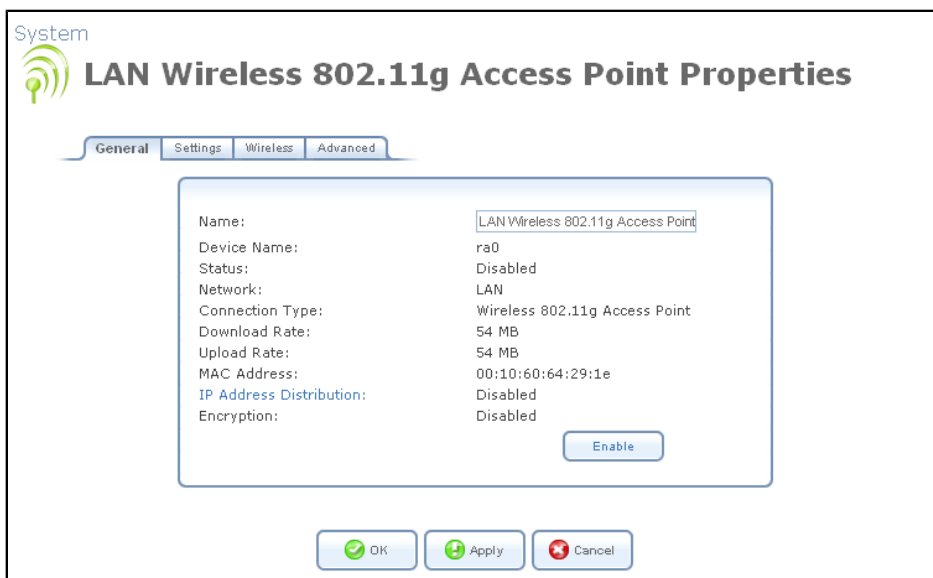 System
LAN Wireless 802.11g Access Point Properties
General Settings Wireless Advanced
Name: LAN Wireless 802.11g Access Point
Device Name: ra0
Status: Disabled
Network: LAN
Connection Type: Wireless 802.11g Access Point
Download Rate: 54 MB
Upload Rate: 54 MB
MAC Address: 00:10:60:64:29:1e
IP Address Distribution: Disabled
Encryption: Disabled
Enable
OK Apply Cancel